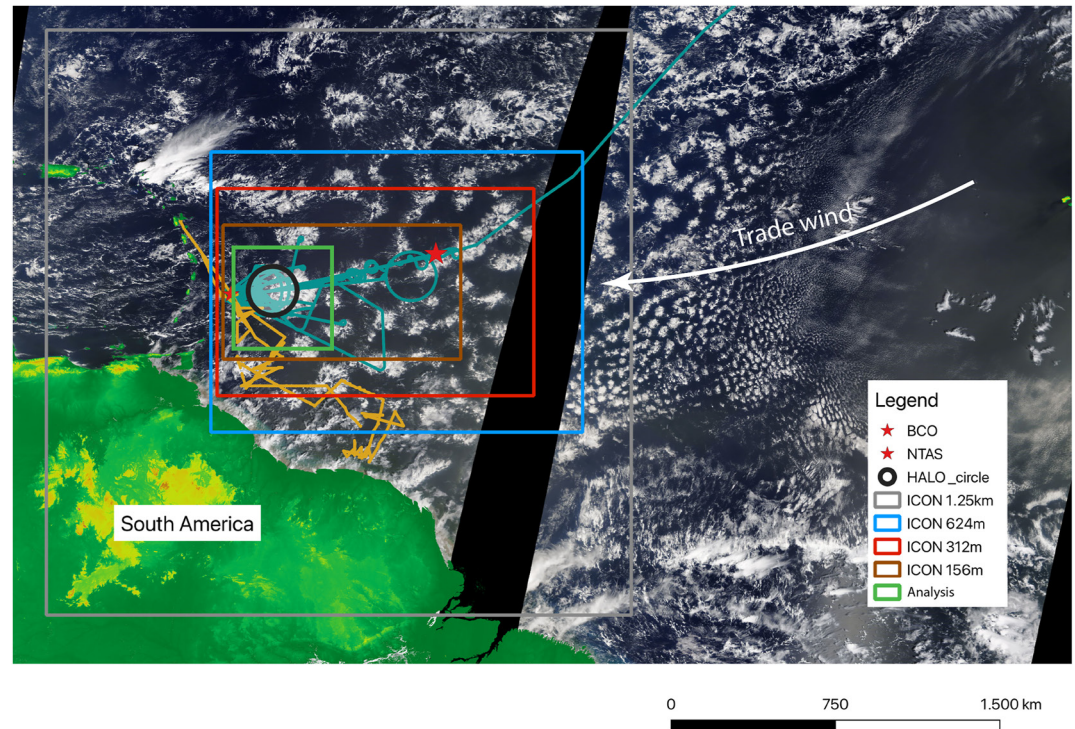 Trade wind
South America
Legend
BCO
NTAS
HALO_circle
ICON 1.25km
ICON 624m
ICON 312m
ICON 156m
Analysis
0 750 1.500 km